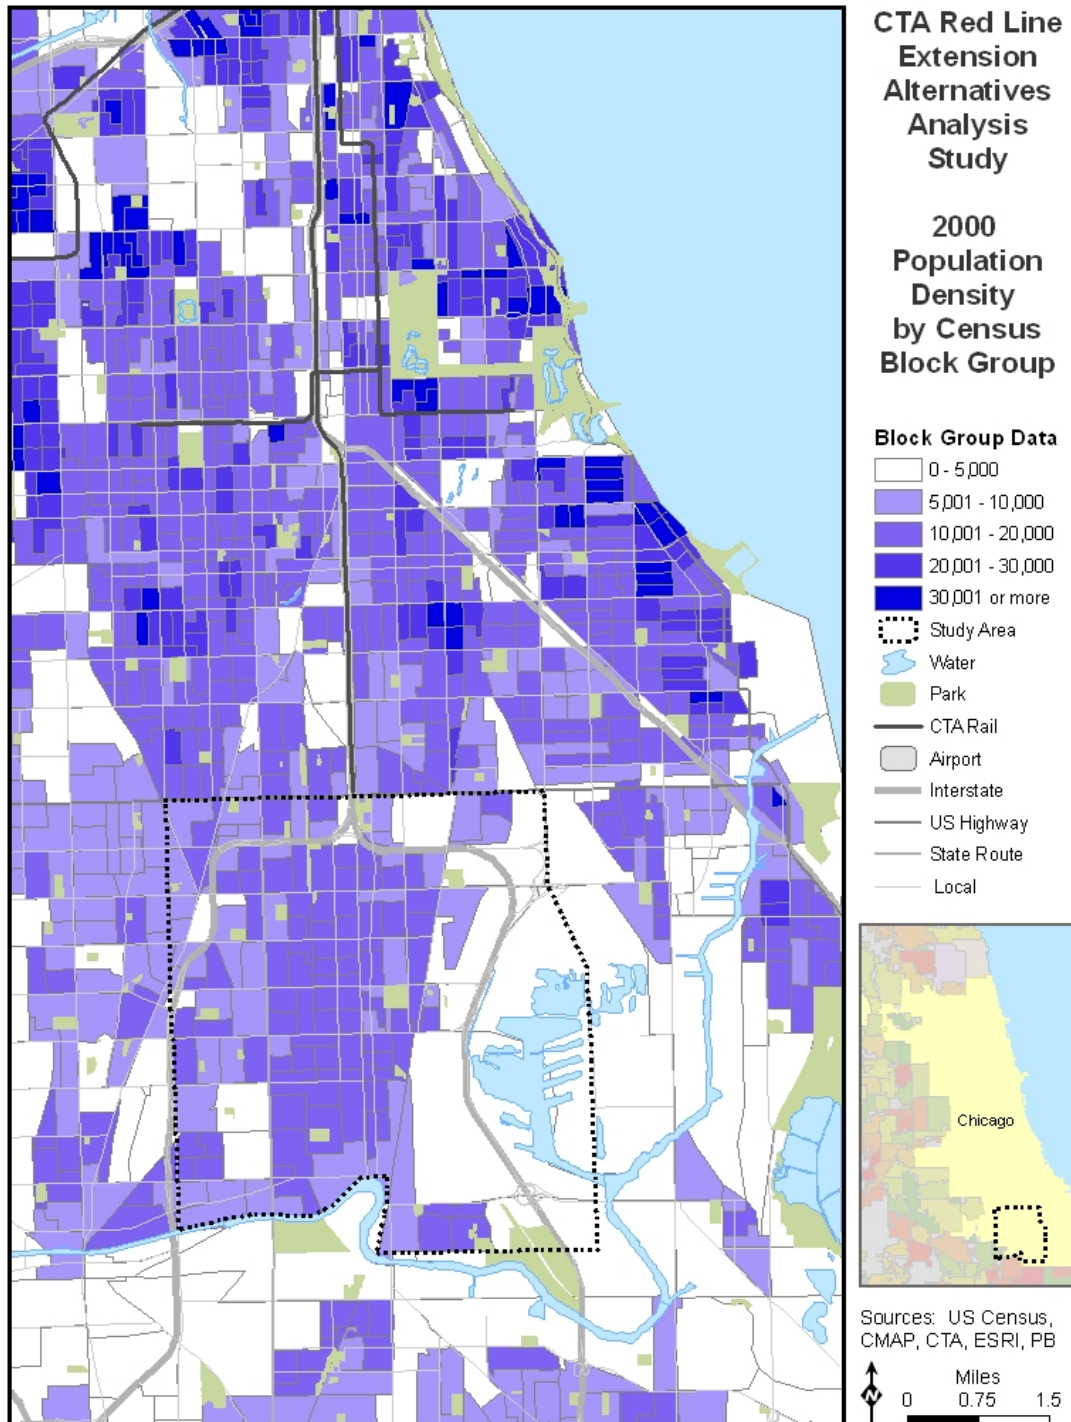 CTA Red Line
Extension
Alternatives
Analysis
Study
2000
Population
Density
by Census
Block Group
Block Group Data
0 - 5,000
5,001 - 10,000
10,001 - 20,000
20,001 - 30,000
30,001 or more
Study Area
Water
Park
CTA Rail
Airport
Interstate
US Highway
State Route
Local
Chicago
Sources: US Census,
CMAP, CTA, ESRI, PB
N
Miles
0 0.75 1.5